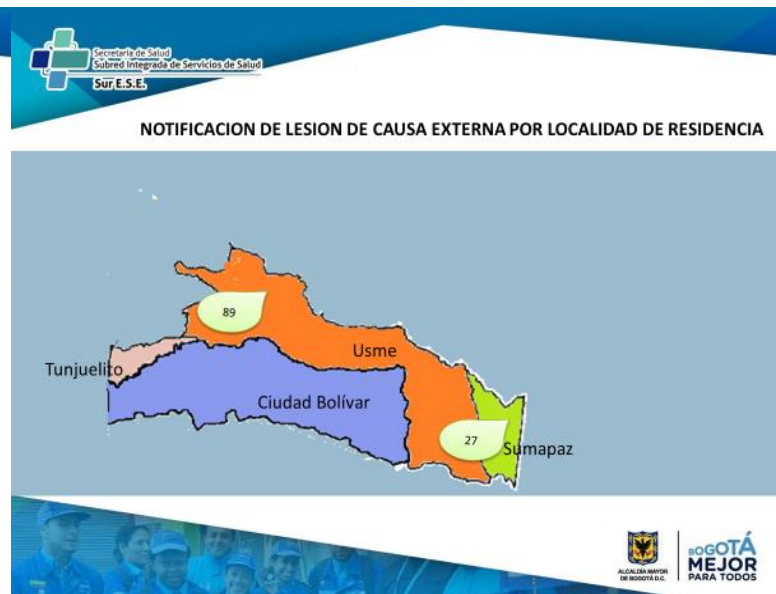 Secretaría de Salud
Subred Integrada de Servicios de Salud
Sur E.S.E.
NOTIFICACION DE LESION DE CAUSA EXTERNA POR LOCALIDAD DE RESIDENCIA
89
Usme
Tunjuelito
Ciudad Bolívar
27
Sumapaz
ALCALDÍA MAYOR
DE BOGOTÁ D.C.
BOGOTÁ
MEJOR
PARA TODOS